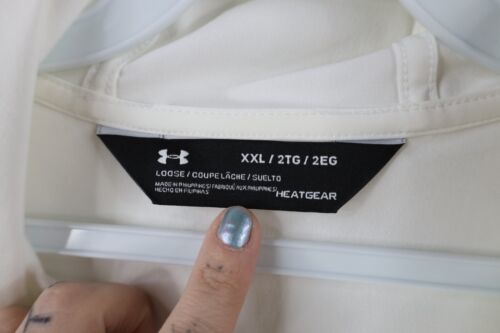 XXL / 2TG / 2EG
LOOSE / COUPE LÂCHE / SUELTO
MADE IN PHILIPPINES / FABRIQUÉ AUX PHILIPPINES /
HECHO EN FILIPINAS
HEATGEAR